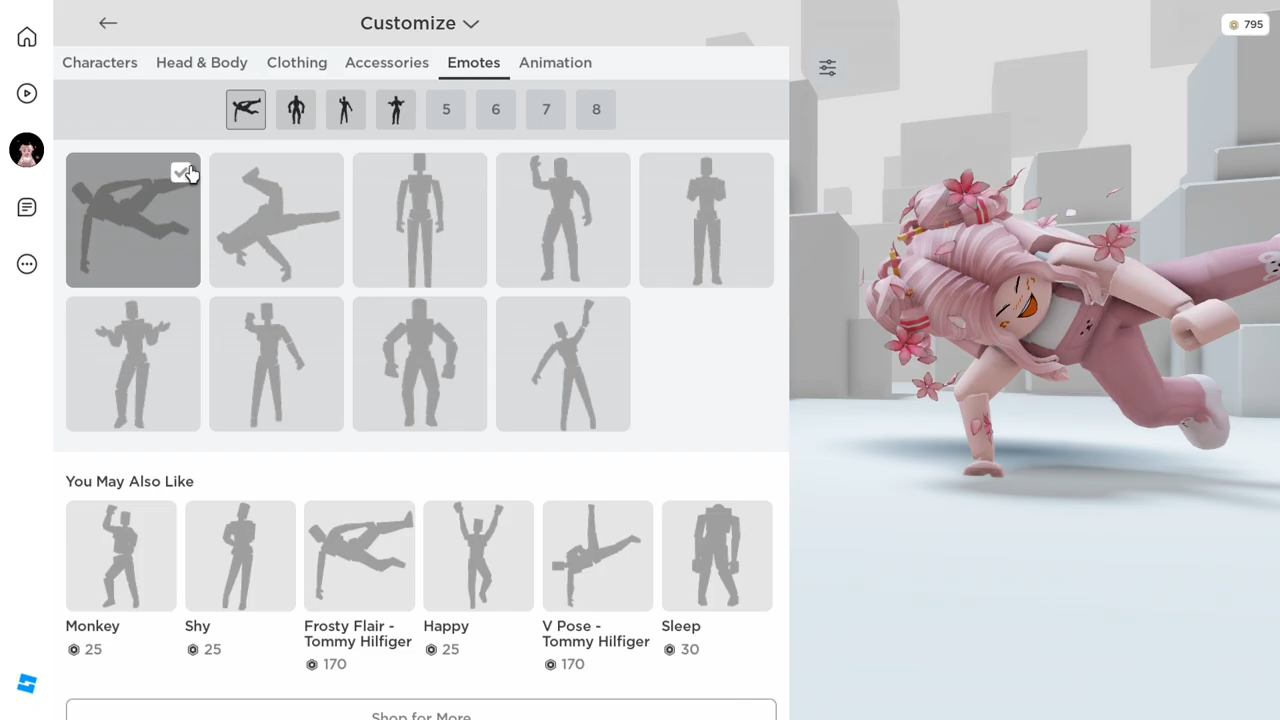 Customize
795
Characters Head & Body Clothing Accessories Emotes Animation
5 6 7 8
You May Also Like
Monkey
25
Shy
25
Frosty Flair -
Tommy Hilfiger
170
Happy
25
V Pose -
Tommy Hilfiger
170
Sleep
30
Shop for More